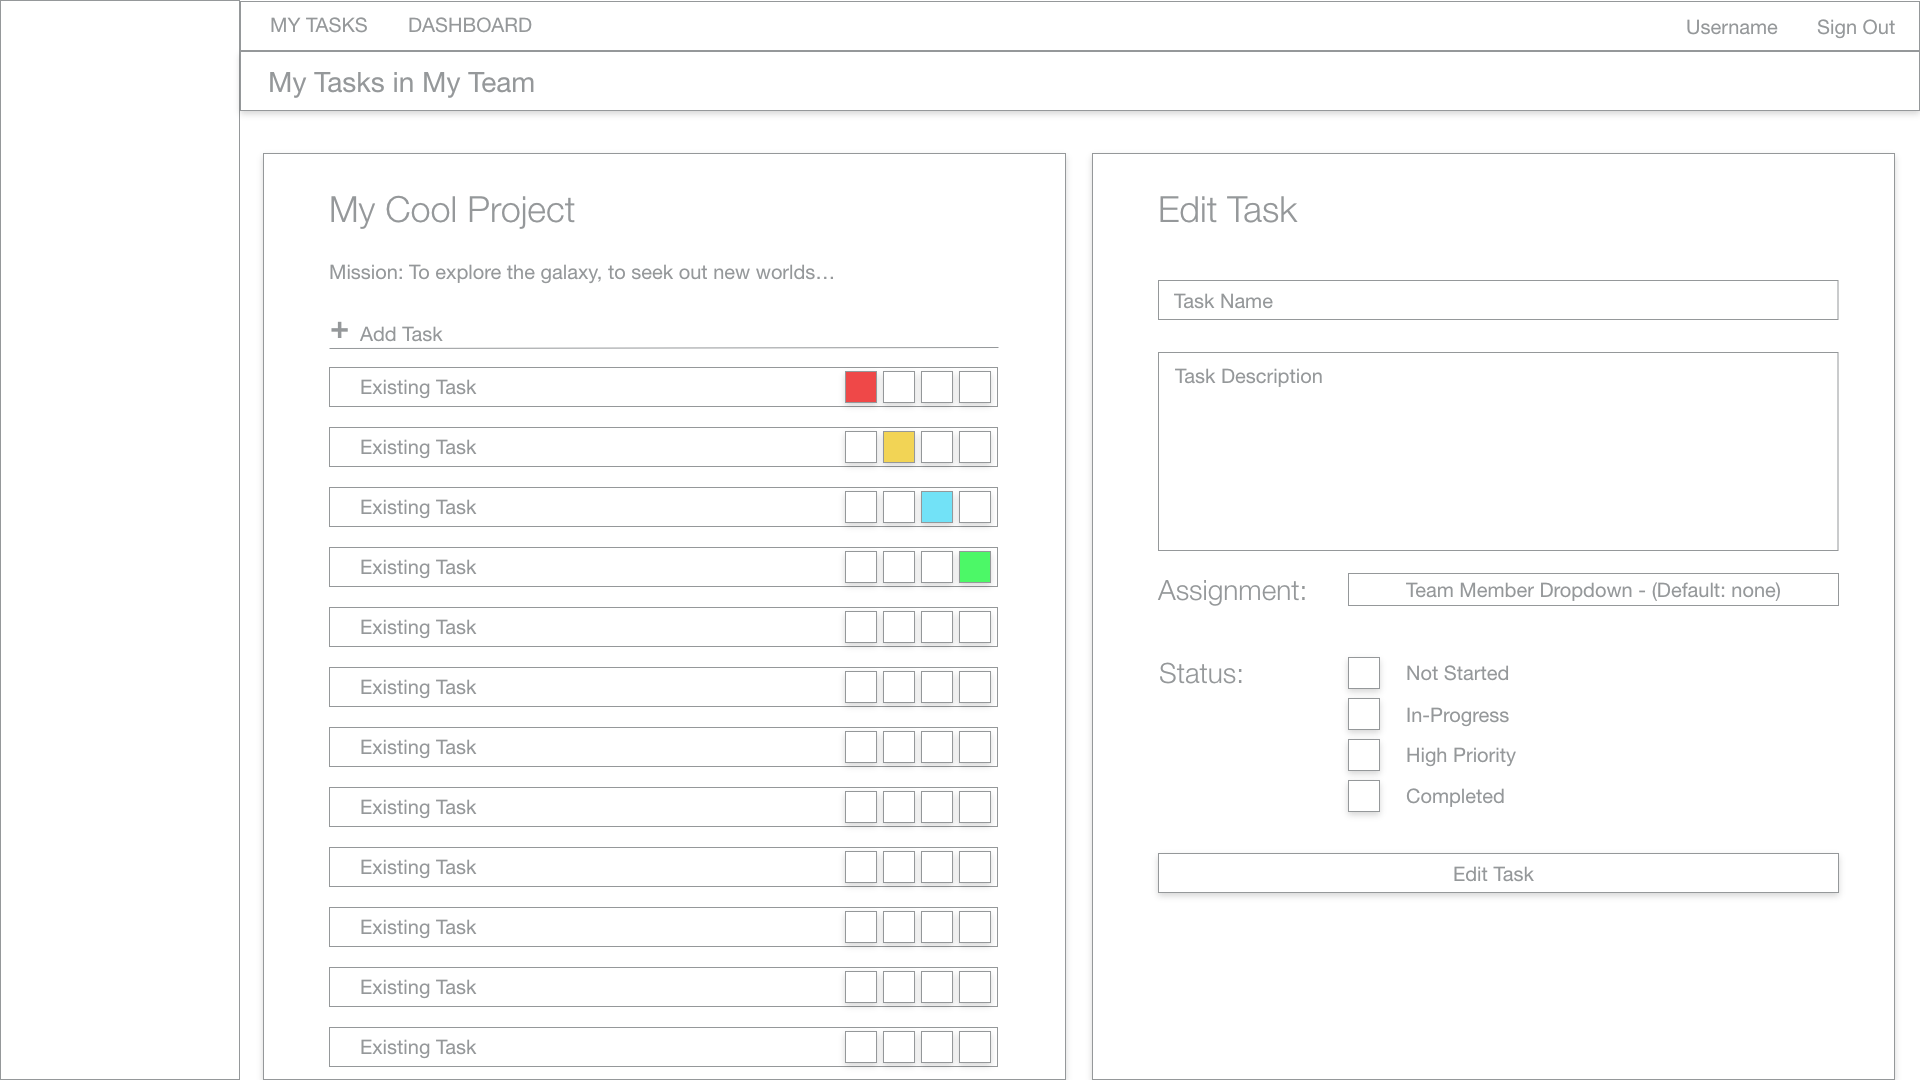 MY TASKS DASHBOARD Username Sign Out
My Tasks in My Team
My Cool Project
Mission: To explore the galaxy, to seek out new worlds…
+ Add Task
Existing Task
Existing Task
Existing Task
Existing Task
Existing Task
Existing Task
Existing Task
Existing Task
Existing Task
Existing Task
Existing Task
Existing Task
Edit Task
Task Name
Task Description
Assignment: Team Member Dropdown - (Default: none)
Status: Not Started
In-Progress
High Priority
Completed
Edit Task